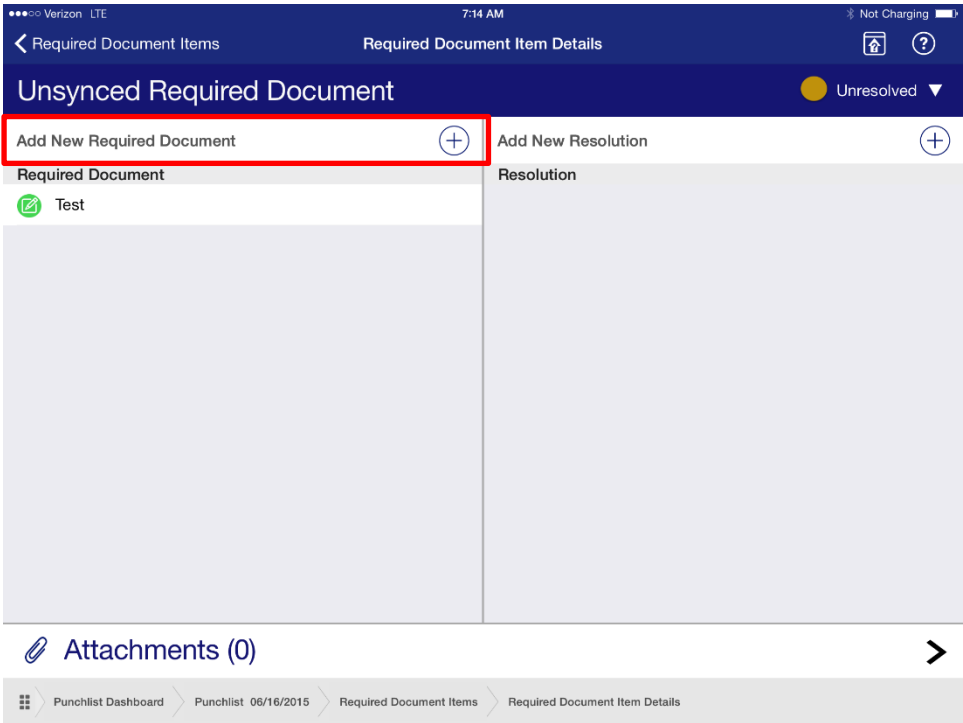 Verizon LTE 7:14 AM Not Charging
Required Document Items Required Document Item Details ?
Unsynced Required Document Unresolved
Add New Required Document Add New Resolution
Required Document Resolution
Test
Attachments (0)
Punchlist Dashboard Punchlist 06/16/2015 Required Document Items Required Document Item Details